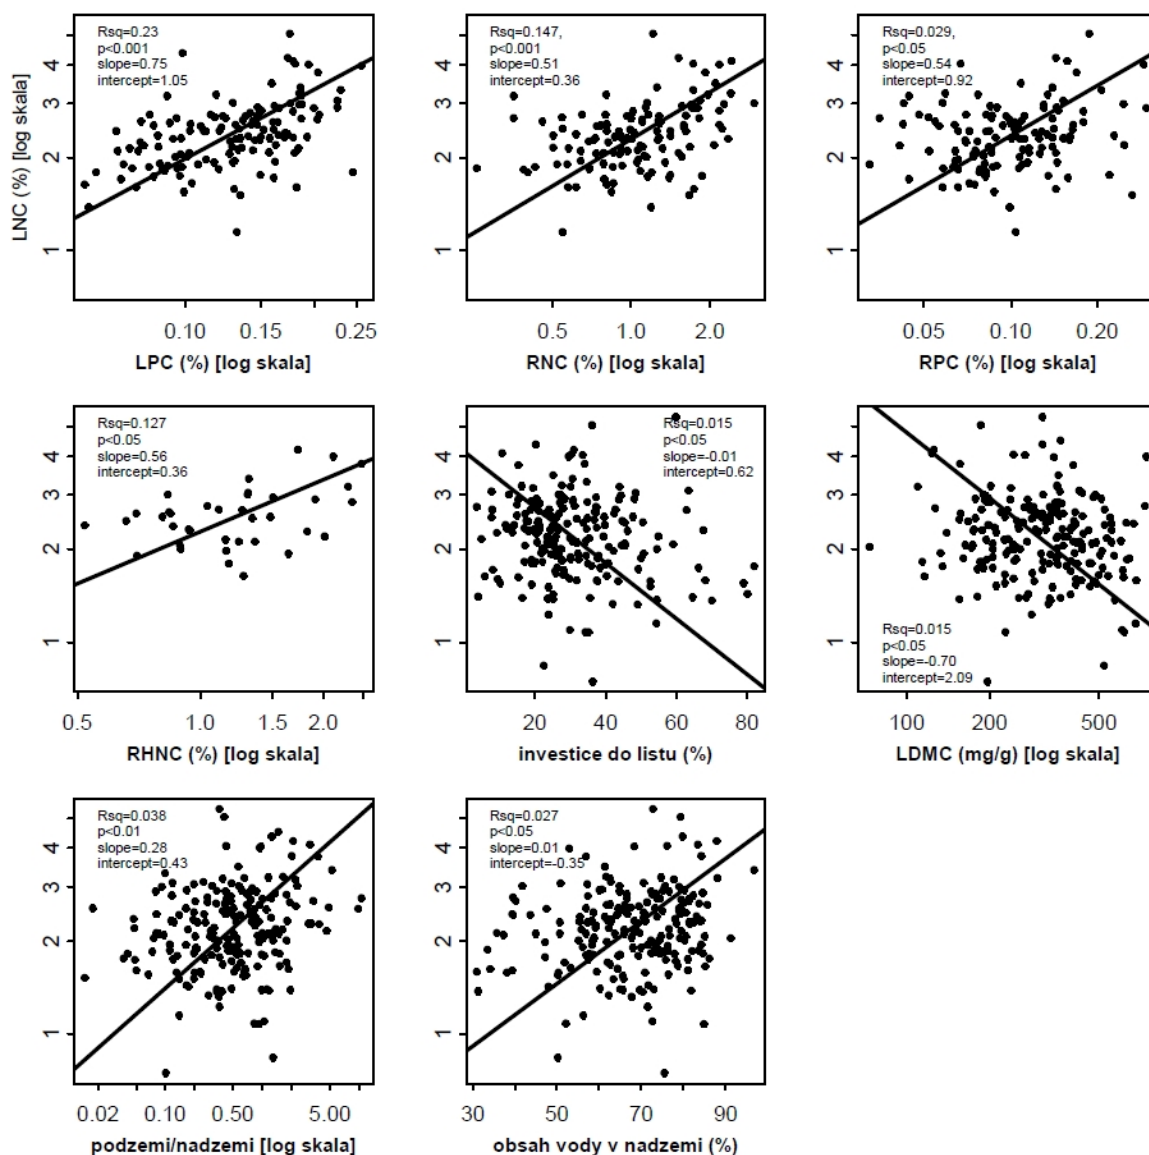 Rsq=0.23
p<0.001
slope=0.75
intercept=1.05
LNC (%) [log skala]
1
2
3
4
0.10 0.15 0.25
LPC (%) [log skala]
Rsq=0.147,
p<0.001
slope=0.51
intercept=0.36
1
2
3
4
0.5 1.0 2.0
RNC (%) [log skala]
Rsq=0.029,
p<0.05
slope=0.54
intercept=0.92
1
2
3
4
0.05 0.10 0.20
RPC (%) [log skala]
Rsq=0.127
p<0.05
slope=0.56
intercept=0.36
1
2
3
4
0.5 1.0 1.5 2.0
RHNC (%) [log skala]
Rsq=0.015
p<0.05
slope=-0.01
intercept=0.62
1
2
3
4
20 40 60 80
investice do listu (%)
Rsq=0.015
p<0.05
slope=-0.70
intercept=2.09
1
2
3
4
100 200 500
LDMC (mg/g) [log skala]
Rsq=0.038
p<0.01
slope=0.28
intercept=0.43
1
2
3
4
0.02 0.10 0.50 5.00
podzemi/nadzemi [log skala]
Rsq=0.027
p<0.05
slope=0.01
intercept=-0.35
1
2
3
4
30 50 70 90
obsah vody v nadzemi (%)